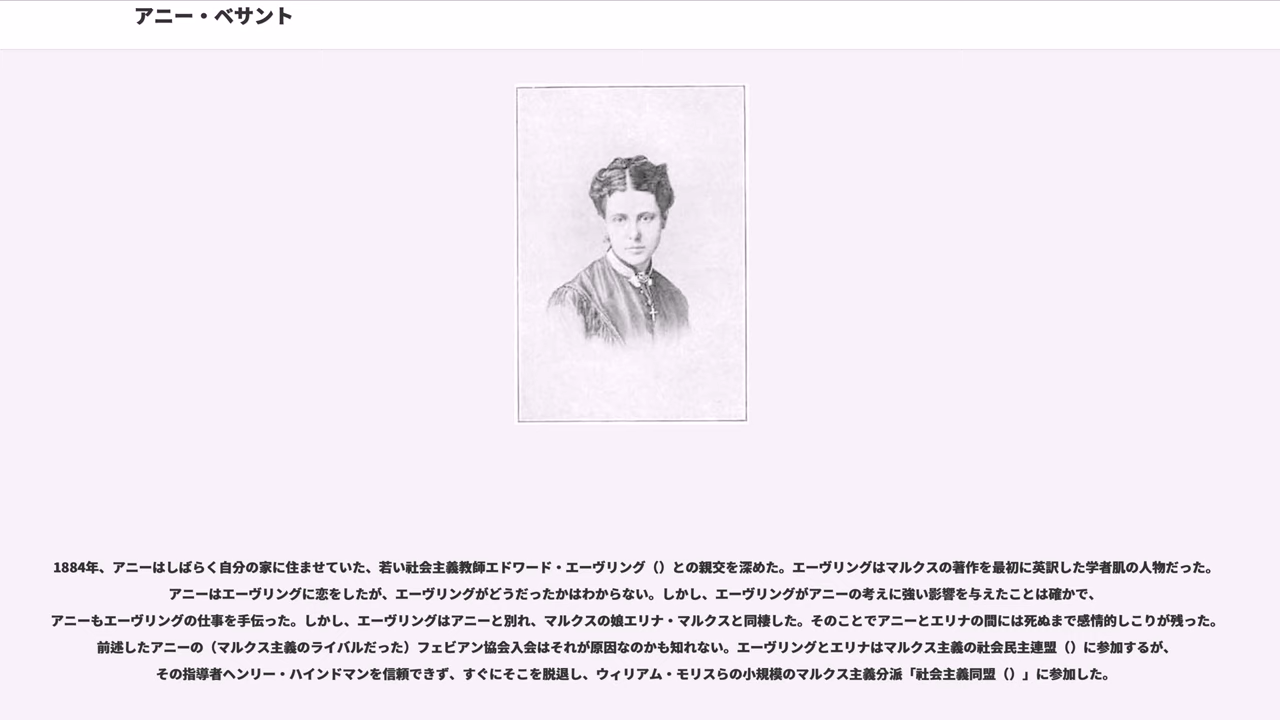 アニー・ベサント
1884年、アニーはしばらく自分の家に住ませていた、若い社会主義教師エドワード・エーヴリング（）との親交を深めた。エーヴリングはマルクスの著作を最初に英訳した学者肌の人物だった。
アニーはエーヴリングに恋をしたが、エーヴリングがどうだったかはわからない。しかし、エーヴリングがアニーの考えに強い影響を与えたことは確かで、
アニーもエーヴリングの仕事を手伝った。しかし、エーヴリングはアニーと別れ、マルクスの娘エリナ・マルクスと同棲した。そのことでアニーとエリナの間には死ぬまで感情的しこりが残った。
前述したアニーの（マルクス主義のライバルだった）フェビアン協会入会はそれが原因なのかも知れない。エーヴリングとエリナはマルクス主義の社会民主連盟（）に参加するが、
その指導者ヘンリー・ハインドマンを信頼できず、すぐにそこを脱退し、ウィリアム・モリスらの小規模のマルクス主義分派「社会主義同盟（）」に参加した。